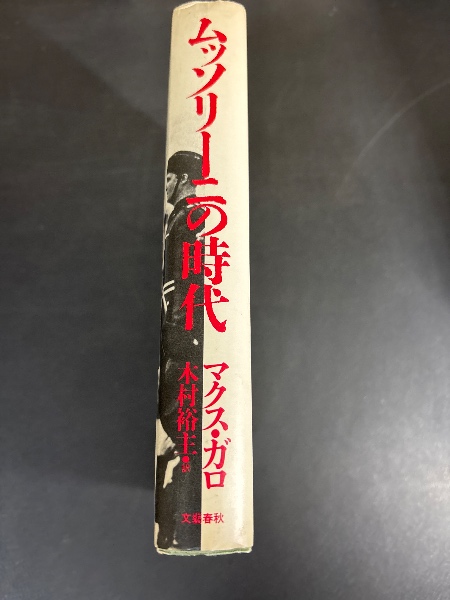 ムッソリーニの時代
マクス・ガロ
木村裕主・訳
文藝春秋